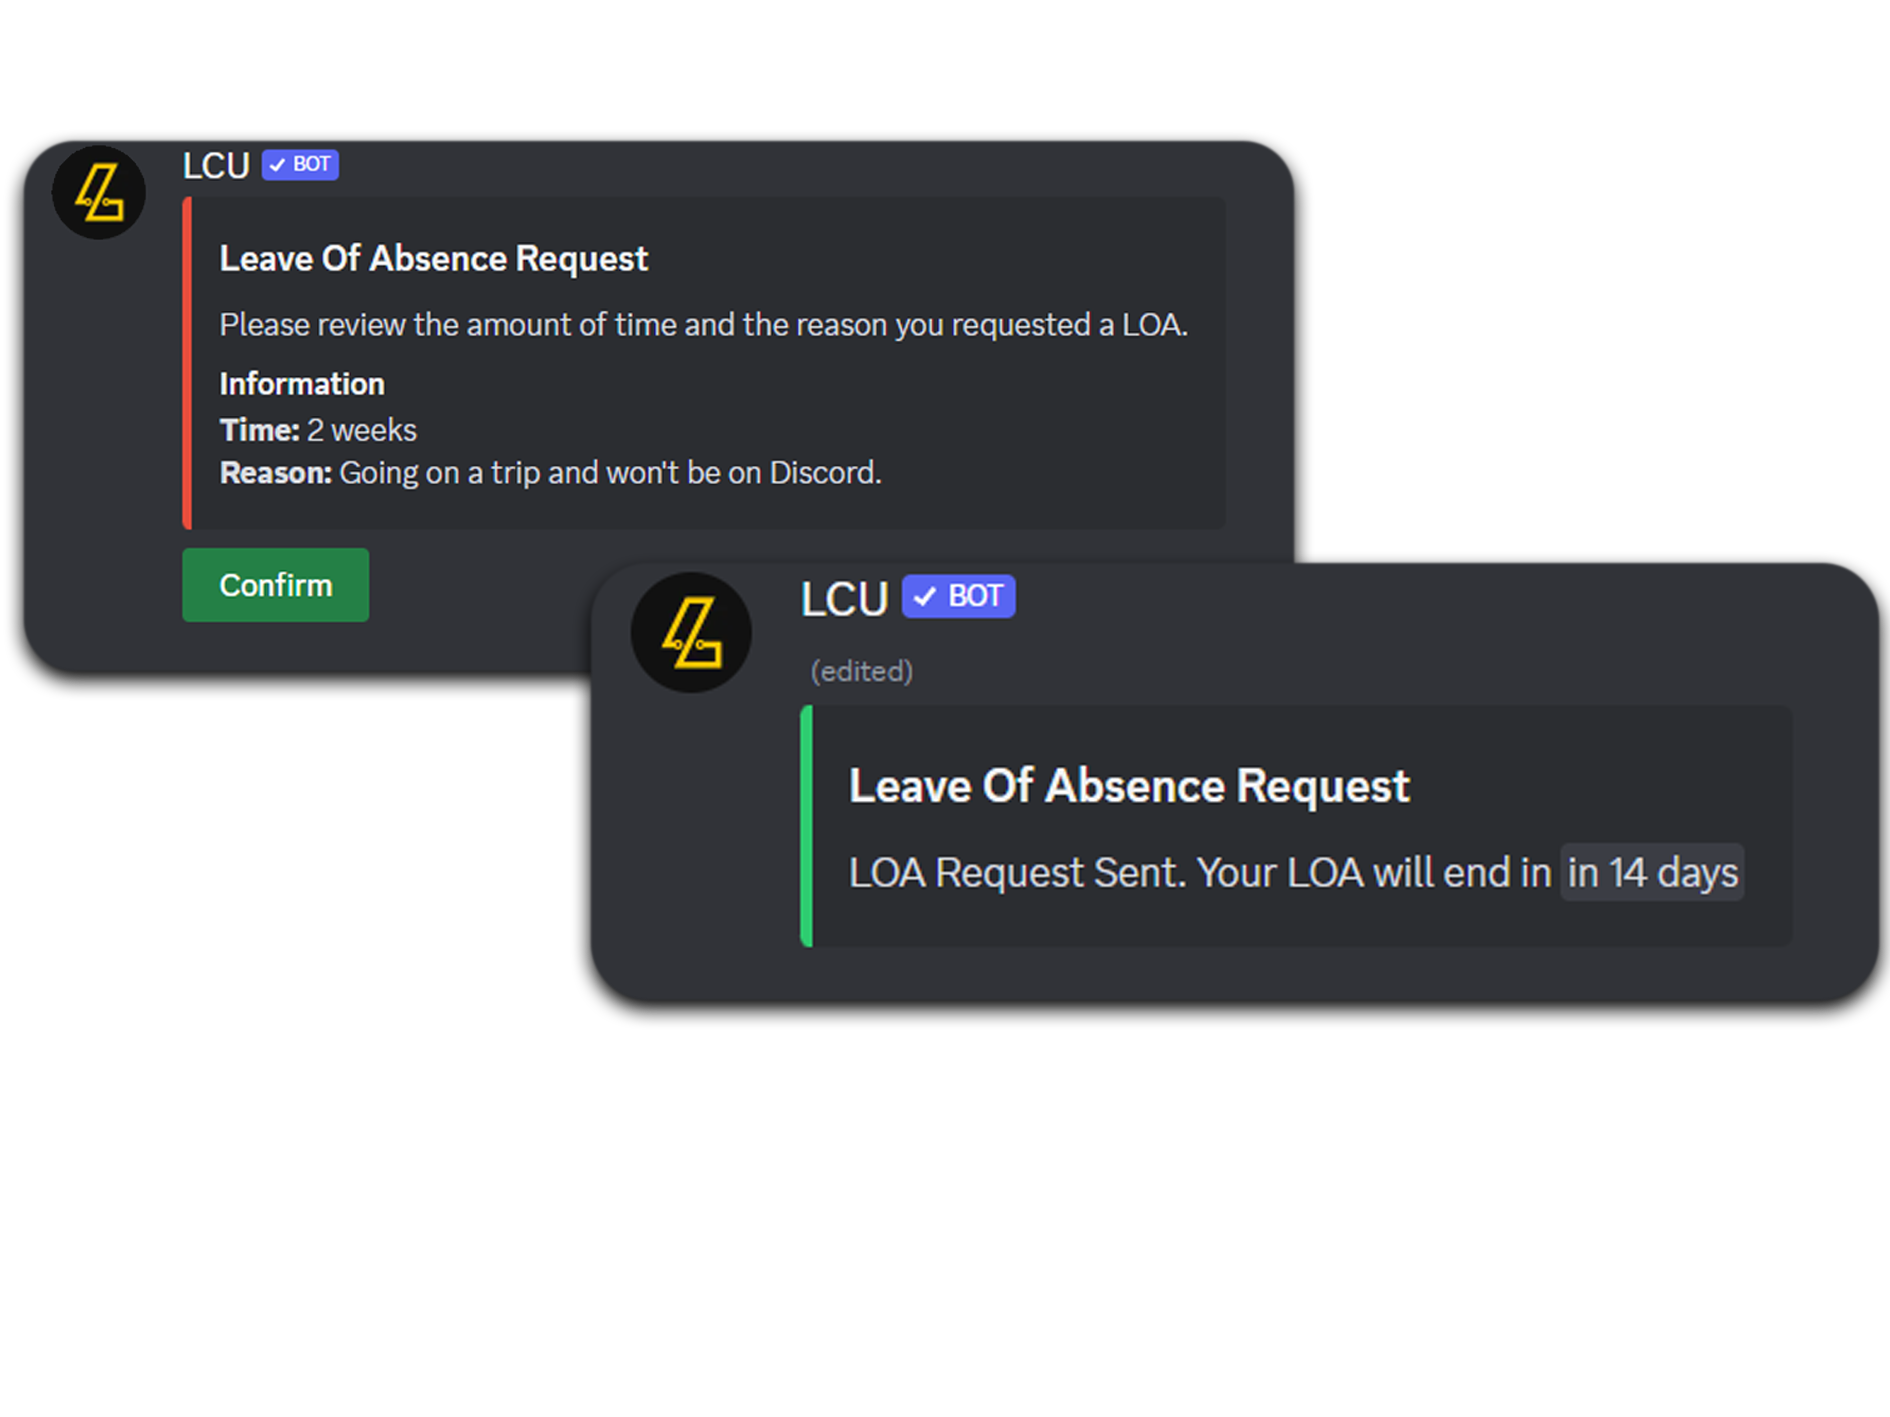 LCU ✓ BOT
Leave Of Absence Request
Please review the amount of time and the reason you requested a LOA.
Information
Time: 2 weeks
Reason: Going on a trip and won't be on Discord.
Confirm
LCU ✓ BOT
(edited)
Leave Of Absence Request
LOA Request Sent. Your LOA will end in in 14 days